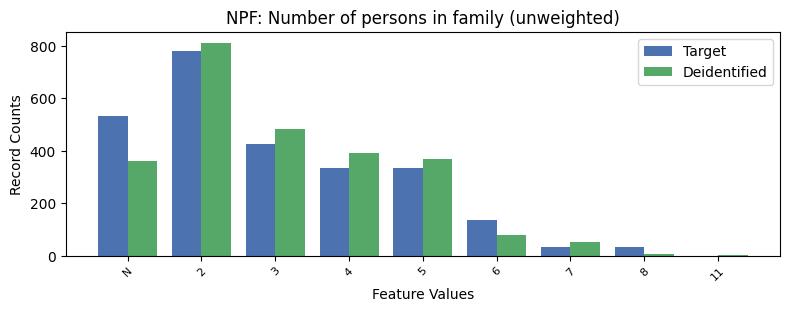 NPF: Number of persons in family (unweighted)
Target
Deidentified
Record Counts
800
600
400
200
0
N 2 3 4 5 6 7 8 11
Feature Values